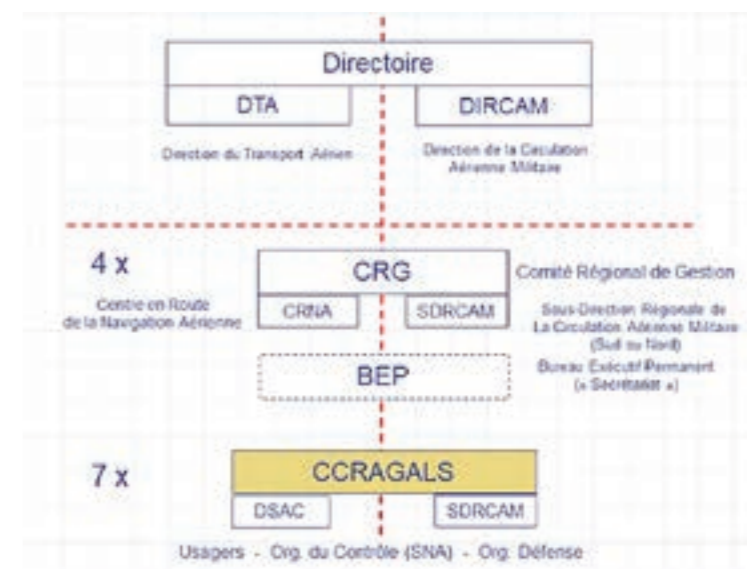 Directoire
DTA
DIRCAM
Direction du Transport Aérien
Direction de la Circulation
Aérienne Militaire
4 x
CRG
Comité Régional de Gestion
Centre en Route
de la Navigation Aérienne
CRNA
SDRCAM
Sous-Direction Régionale de
La Circulation Aérienne Militaire
(Sud ou Nord)
BEP
Bureau Exécutif Permanent
(« Secrétariat »)
7 x
CCRAGALS
DSAC
SDRCAM
Usagers - Org. du Contrôle (SNA) - Org. Défense